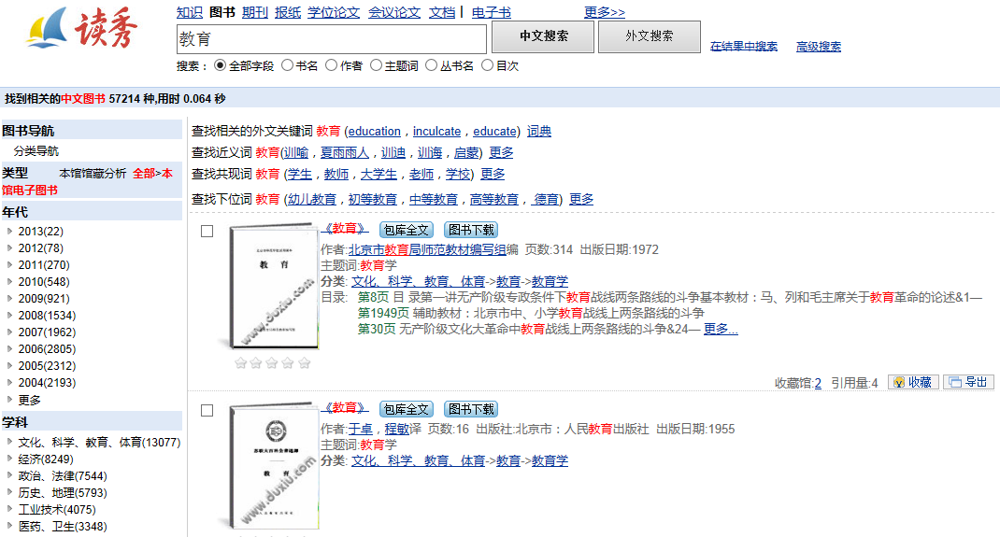 读秀
知识 图书 期刊 报纸 学位论文 会议论文 文档 | 电子书 更多>>
教育 中文搜索 外文搜索 在结果中搜索 高级搜索
搜索： 全部字段 书名 作者 主题词 丛书名 目次
找到相关的中文图书 57214 种,用时 0.064 秒
图书导航
分类导航
类型 本馆馆藏分析 全部>本
馆电子图书
年代
2013(22)
2012(78)
2011(270)
2010(548)
2009(921)
2008(1534)
2007(1962)
2006(2805)
2005(2312)
2004(2193)
更多
学科
文化、科学、教育、体育(13077)
经济(8249)
政治、法律(7544)
历史、地理(5793)
工业技术(4075)
医药、卫生(3348)
查找相关的外文关键词 教育 (education，inculcate，educate) 词典
查找近义词 教育(训喻，夏雨雨人，训迪，训诲，启蒙) 更多
查找共现词 教育 (学生，教师，大学生，老师，学校) 更多
查找下位词 教育 (幼儿教育，初等教育，中等教育，高等教育， 德育) 更多
教 育
www.duxiu.com
《教育》 包库全文 图书下载
作者:北京市教育局师范教材编写组编 页数:314 出版日期:1972
主题词:教育学
分类: 文化、科学、教育、体育->教育->教育学
目录: 第8页 目 录第一讲无产阶级专政条件下教育战线两条路线的斗争基本教材：马、列和毛主席关于教育革命的论述&1—
第1949页 辅助教材：北京市中、小学教育战线上两条路线的斗争
第30页 无产阶级文化大革命中教育战线上两条路线的斗争&24— 更多...
收藏馆:2 引用量:4 收藏 导出
苏联大百科全书选译
教 育
www.duxiu.com
《教育》 包库全文 图书下载
作者:于卓，程敏译 页数:16 出版社:北京市：人民教育出版社 出版日期:1955
主题词:教育学
分类: 文化、科学、教育、体育->教育->教育学